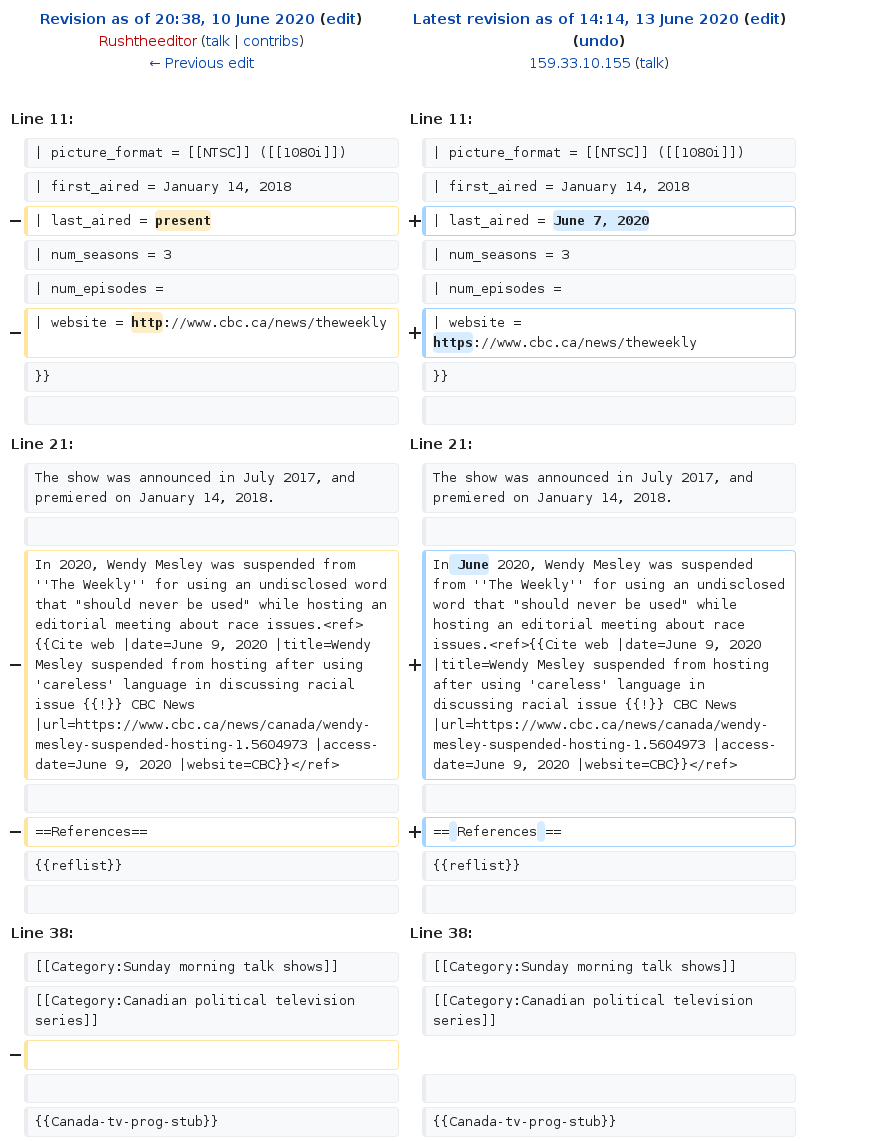 Revision as of 20:38, 10 June 2020 (edit)
Rushtheeditor (talk | contribs)
← Previous edit
Latest revision as of 14:14, 13 June 2020 (edit)
(undo)
159.33.10.155 (talk)
Line 11:
Line 11:
| picture_format = [[NTSC]] ([[1080i]])
| picture_format = [[NTSC]] ([[1080i]])
| first_aired = January 14, 2018
| first_aired = January 14, 2018
− | last_aired = present
+ | last_aired = June 7, 2020
| num_seasons = 3
| num_seasons = 3
| num_episodes =
| num_episodes =
− | website = http://www.cbc.ca/news/theweekly
+ | website =
https://www.cbc.ca/news/theweekly
}}
}}
Line 21:
Line 21:
The show was announced in July 2017, and
premiered on January 14, 2018.
The show was announced in July 2017, and
premiered on January 14, 2018.
In 2020, Wendy Mesley was suspended from
''The Weekly'' for using an undisclosed word
that "should never be used" while hosting an
editorial meeting about race issues.<ref>
{{Cite web |date=June 9, 2020 |title=Wendy
− Mesley suspended from hosting after using
'careless' language in discussing racial
issue {{!}} CBC News
|url=https://www.cbc.ca/news/canada/wendy-
mesley-suspended-hosting-1.5604973 |access-
date=June 9, 2020 |website=CBC}}</ref>
In June 2020, Wendy Mesley was suspended
from ''The Weekly'' for using an undisclosed
word that "should never be used" while
hosting an editorial meeting about race
issues.<ref>{{Cite web |date=June 9, 2020
+ |title=Wendy Mesley suspended from hosting
after using 'careless' language in
discussing racial issue {{!}} CBC News
|url=https://www.cbc.ca/news/canada/wendy-
mesley-suspended-hosting-1.5604973 |access-
date=June 9, 2020 |website=CBC}}</ref>
− ==References==
+ == References ==
{{reflist}}
{{reflist}}
Line 38:
Line 38:
[[Category:Sunday morning talk shows]]
[[Category:Sunday morning talk shows]]
[[Category:Canadian political television
series]]
[[Category:Canadian political television
series]]
−
{{Canada-tv-prog-stub}}
{{Canada-tv-prog-stub}}